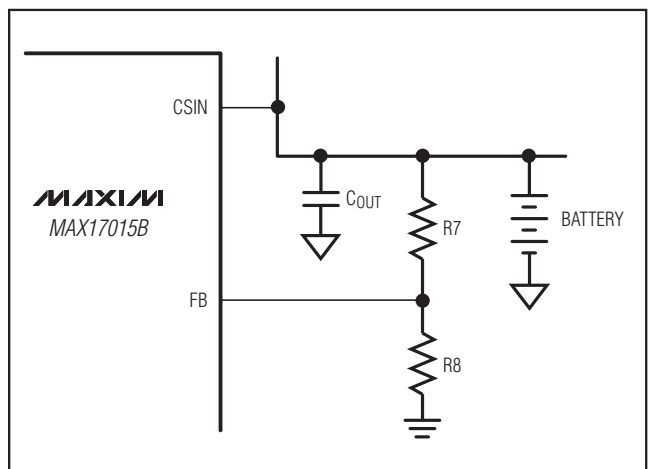 CSIN
MAXIM
MAX17015B
COUT
R7
BATTERY
FB
R8